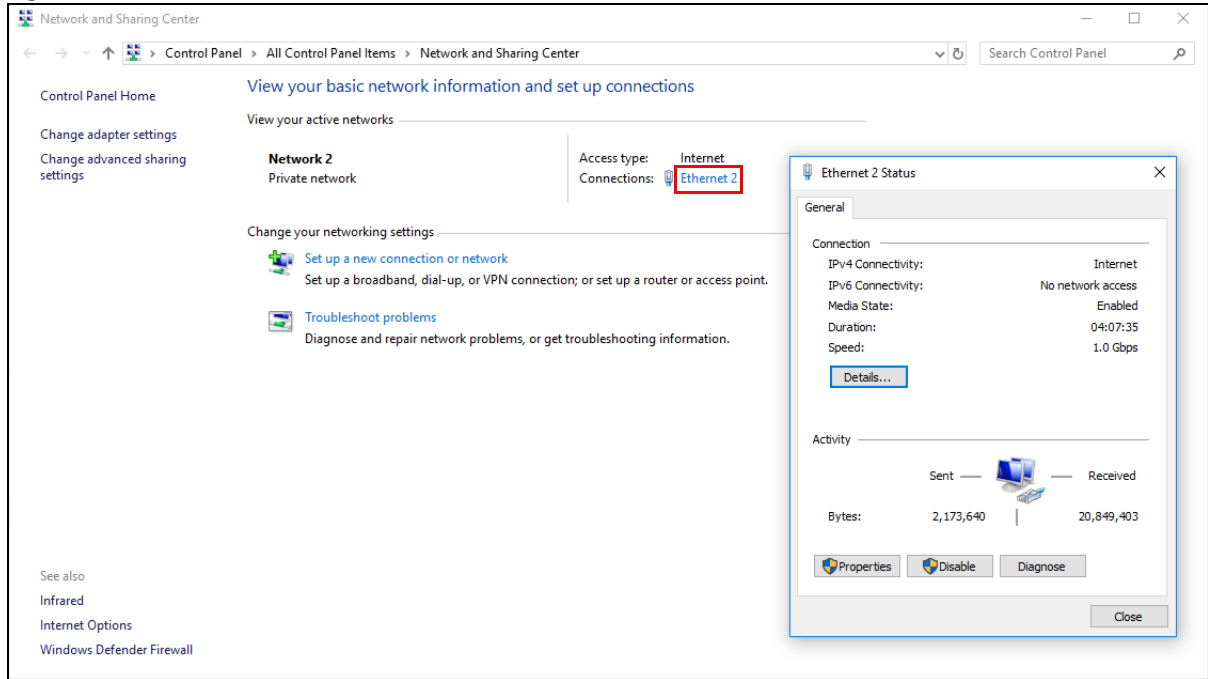 Network and Sharing Center
Control Panel > All Control Panel Items > Network and Sharing Center
Search Control Panel
Control Panel Home
Change adapter settings
Change advanced sharing
settings
See also
Infrared
Internet Options
Windows Defender Firewall
View your basic network information and set up connections
View your active networks
Network 2
Private network
Access type: Internet
Connections: Ethernet 2
Change your networking settings
Set up a new connection or network
Set up a broadband, dial-up, or VPN connection; or set up a router or access point.
Troubleshoot problems
Diagnose and repair network problems, or get troubleshooting information.
Ethernet 2 Status
General
Connection
IPv4 Connectivity: Internet
IPv6 Connectivity: No network access
Media State: Enabled
Duration: 04:07:35
Speed: 1.0 Gbps
Details...
Activity
Sent — Received
Bytes: 2,173,640 | 20,849,403
Properties Disable Diagnose
Close